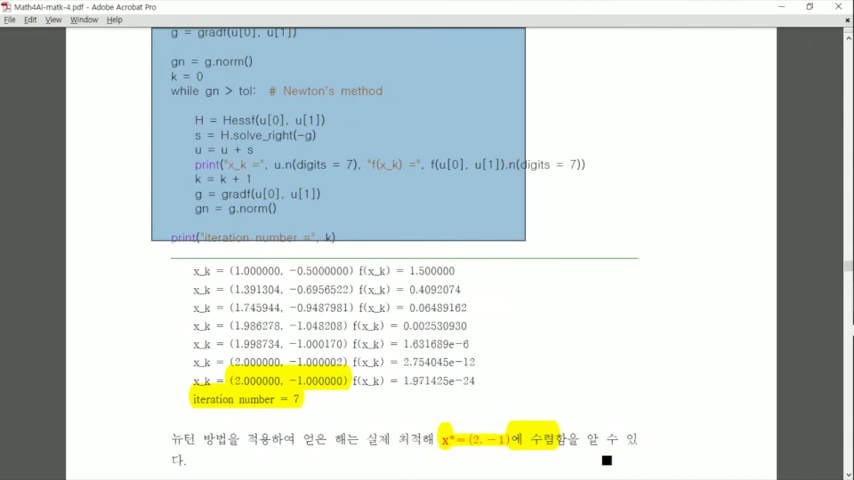 Math4AI-matk-4.pdf - Adobe Acrobat Pro
File Edit View Window Help
g = gradf(u[0], u[1])
gn = g.norm()
k = 0
while gn > tol: # Newton's method
H = Hessf(u[0], u[1])
s = H.solve_right(-g)
u = u + s
print("x_k =", u.n(digits = 7), "f(x_k) =", f(u[0], u[1]).n(digits = 7))
k = k + 1
g = gradf(u[0], u[1])
gn = g.norm()
print("iteration number =", k)
x_k = (1.000000, -0.5000000) f(x_k) = 1.500000
x_k = (1.391304, -0.6956522) f(x_k) = 0.4092074
x_k = (1.745944, -0.9487981) f(x_k) = 0.06489162
x_k = (1.986278, -1.048208) f(x_k) = 0.002530930
x_k = (1.998734, -1.000170) f(x_k) = 1.631689e-6
x_k = (2.000000, -1.000002) f(x_k) = 2.754045e-12
x_k = (2.000000, -1.000000) f(x_k) = 1.971425e-24
iteration number = 7
뉴턴 방법을 적용하여 얻은 해는 실제 최적해 x*=(2, -1)에 수렴함을 알 수 있
다.